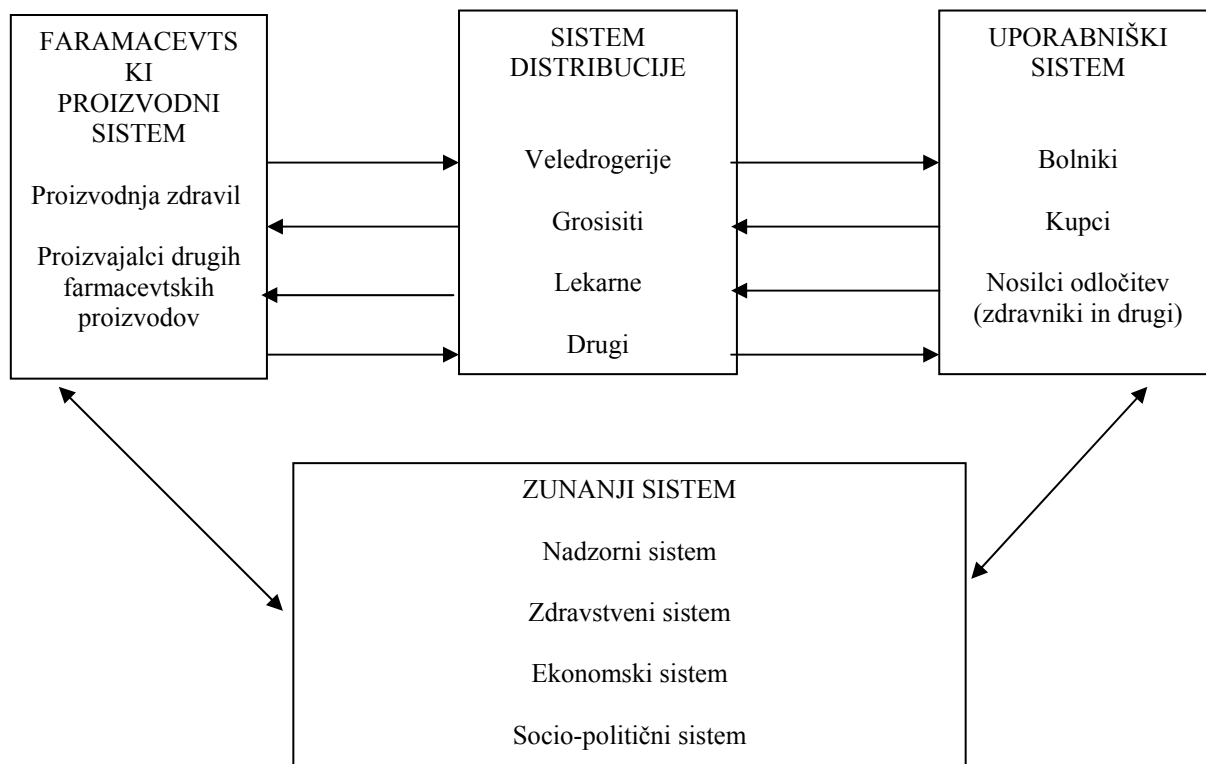 FARAMACEVTS
KI
PROIZVODNI
SISTEM
Proizvodnja zdravil
Proizvajalci drugih
farmacevtskih
proizvodov
SISTEM
DISTRIBUCIJE
Veledrogerije
Grosisiti
Lekarne
Drugi
UPORABNIŠKI
SISTEM
Bolniki
Kupci
Nosilci odločitev
(zdravniki in drugi)
ZUNANJI SISTEM
Nadzorni sistem
Zdravstveni sistem
Ekonomski sistem
Socio-politični sistem